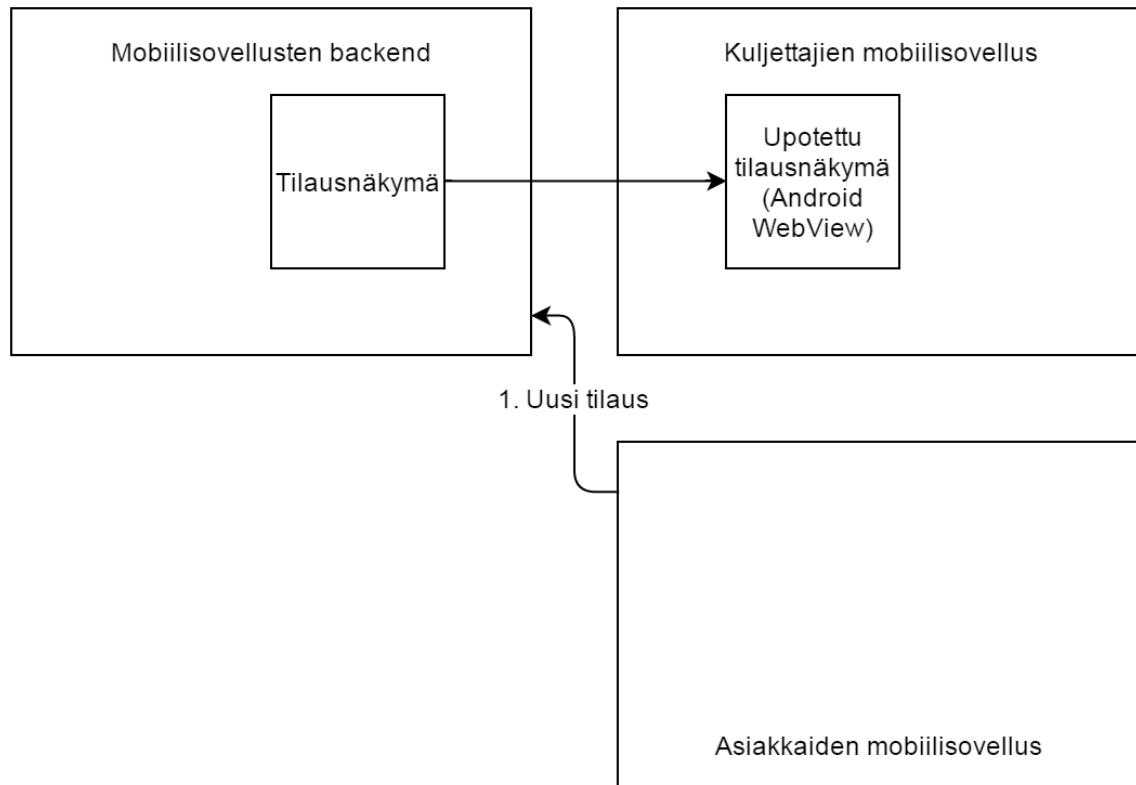 Mobiilisovellusten backend
Kuljettajien mobiilisovellus
Tilausnäkymä
Upotettu
tilausnäkymä
(Android
WebView)
1. Uusi tilaus
Asiakkaiden mobiilisovellus